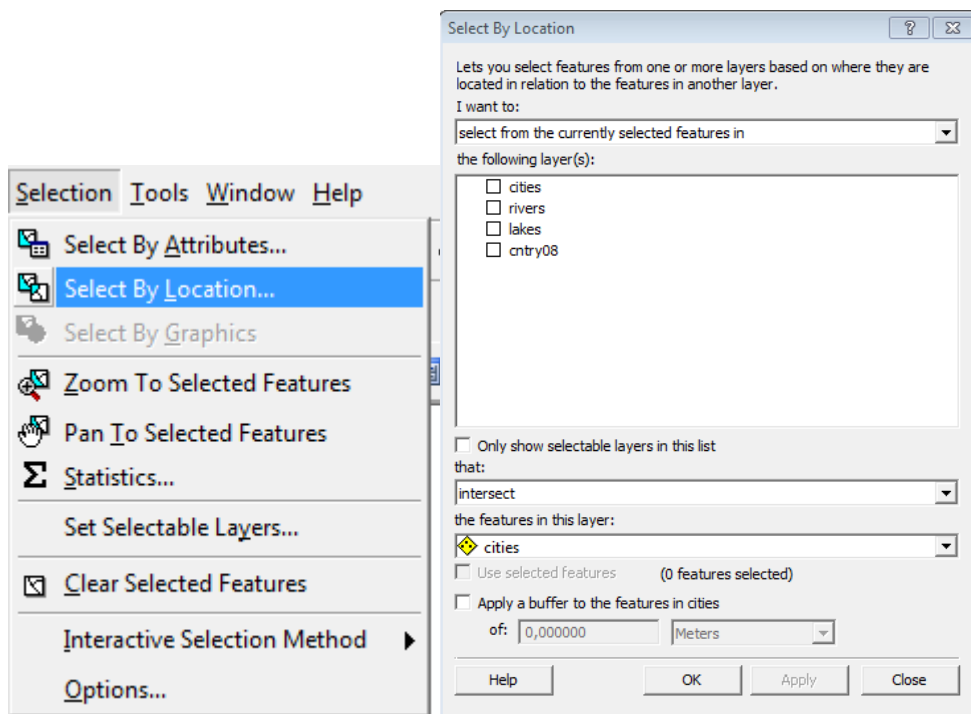 Selection Tools Window Help
Select By Attributes...
Select By Location...
Select By Graphics
Zoom To Selected Features
Pan To Selected Features
Statistics...
Set Selectable Layers...
Clear Selected Features
Interactive Selection Method
Options...
Select By Location
Lets you select features from one or more layers based on where they are
located in relation to the features in another layer.
I want to:
select from the currently selected features in
the following layer(s):
cities
rivers
lakes
cntry08
Only show selectable layers in this list
that:
intersect
the features in this layer:
cities
Use selected features (0 features selected)
Apply a buffer to the features in cities
of: 0,000000 Meters
Help OK Apply Close